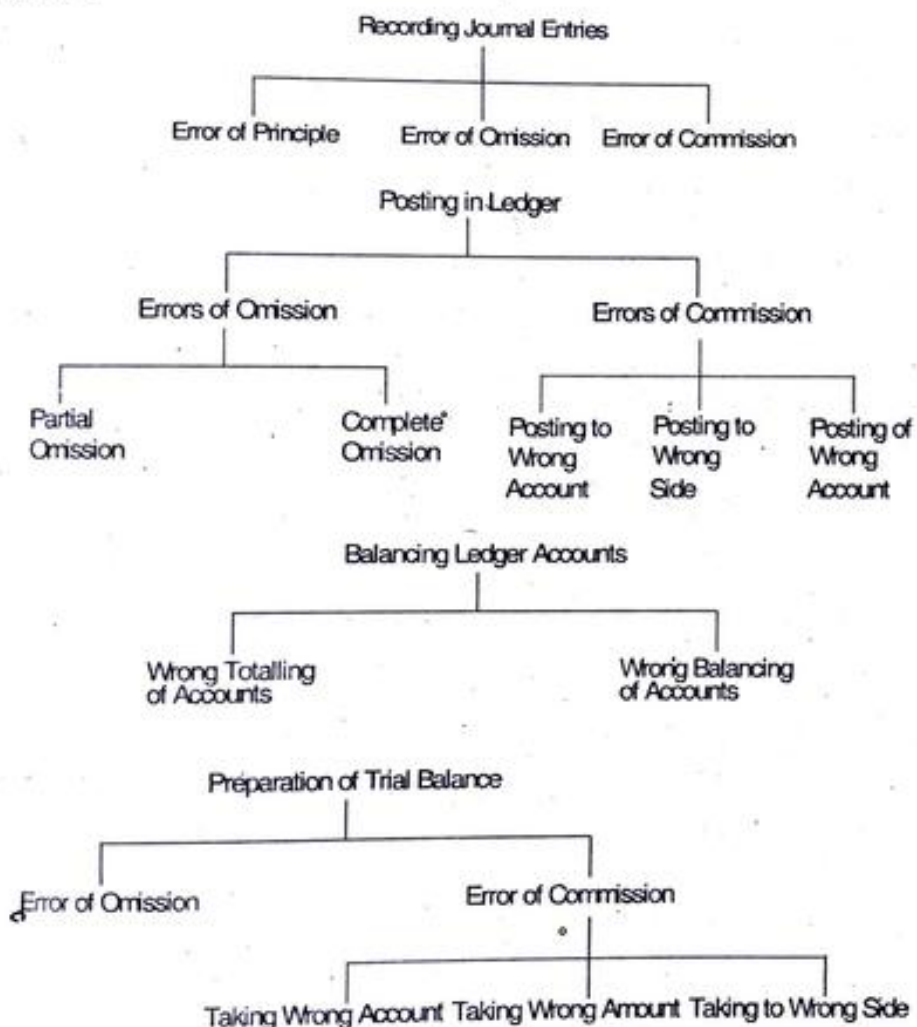 Recording Journal Entries
Error of Principle Error of Omission Error of Commission
Posting in Ledger
Errors of Omission Errors of Commission
Partial
Omission
Complete
Omission
Posting to
Wrong
Account
Posting to
Wrong
Side
Posting of
Wrong
Account
Balancing Ledger Accounts
Wrong Totalling
of Accounts
Wrong Balancing
of Accounts
Preparation of Trial Balance
Error of Omission Error of Commission
Taking Wrong Account Taking Wrong Amount Taking to Wrong Side